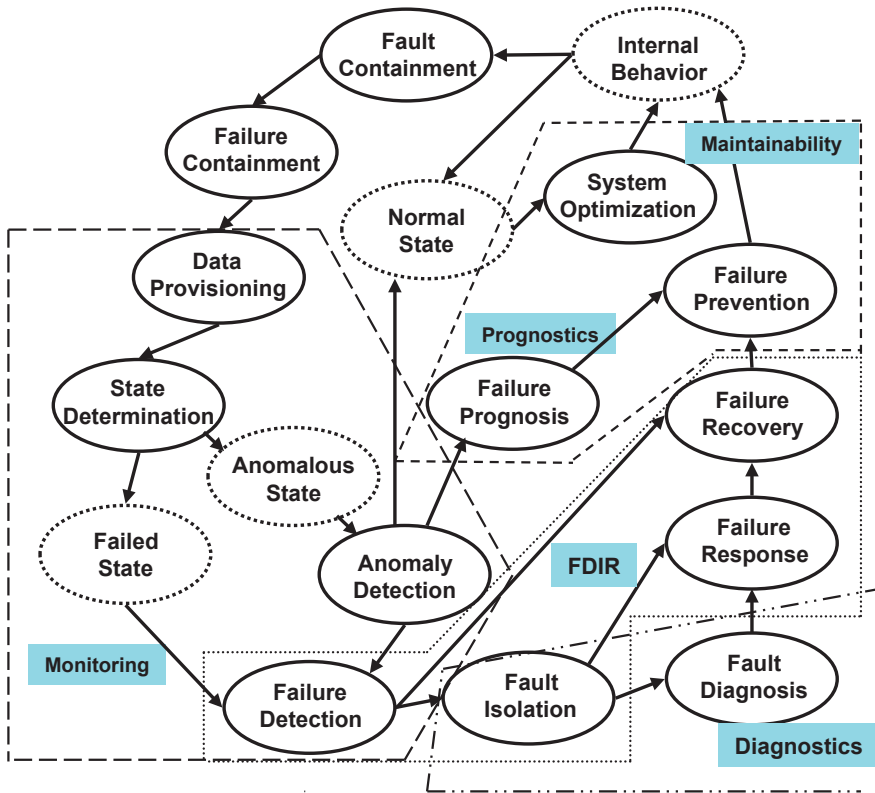 Fault
Containment
Internal
Behavior
Failure
Containment
Maintainability
System
Optimization
Normal
State
Data
Provisioning
Failure
Prevention
Prognostics
State
Determination
Failure
Prognosis
Failure
Recovery
Anomalous
State
Failed
State
Anomaly
Detection
FDIR
Failure
Response
Monitoring
Failure
Detection
Fault
Isolation
Fault
Diagnosis
Diagnostics